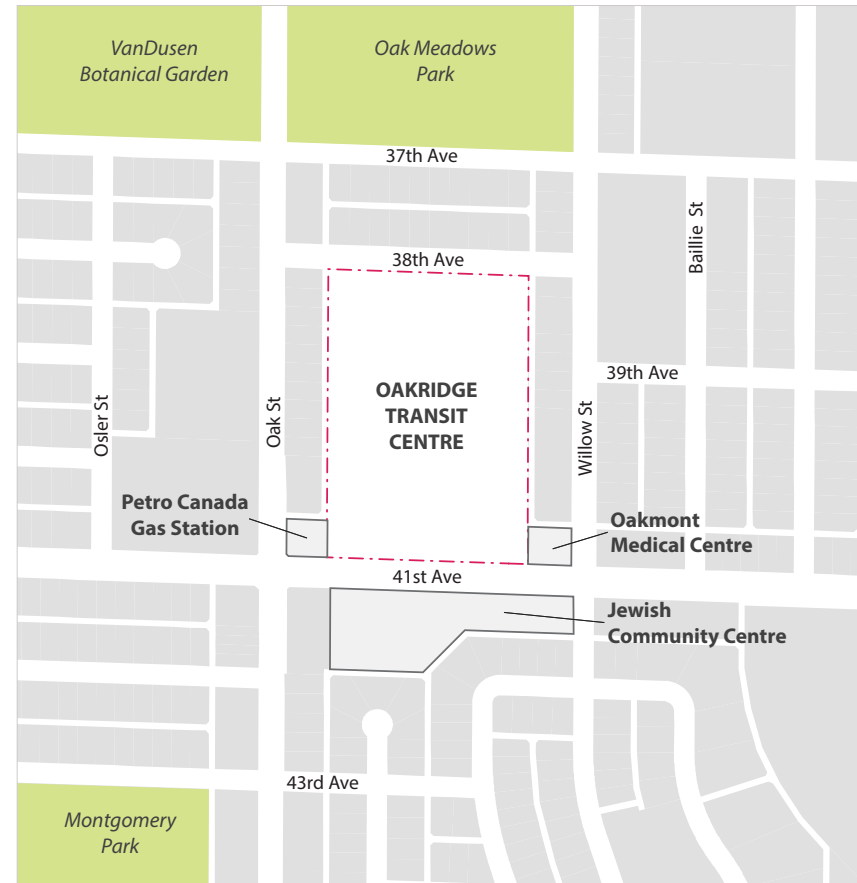 VanDusen
Botanical Garden
Oak Meadows
Park
37th Ave
Baillie St
38th Ave
39th Ave
OAKRIDGE
TRANSIT
CENTRE
Osler St
Oak St
Willow St
Petro Canada
Gas Station
Oakmont
Medical Centre
41st Ave
Jewish
Community Centre
43rd Ave
Montgomery
Park